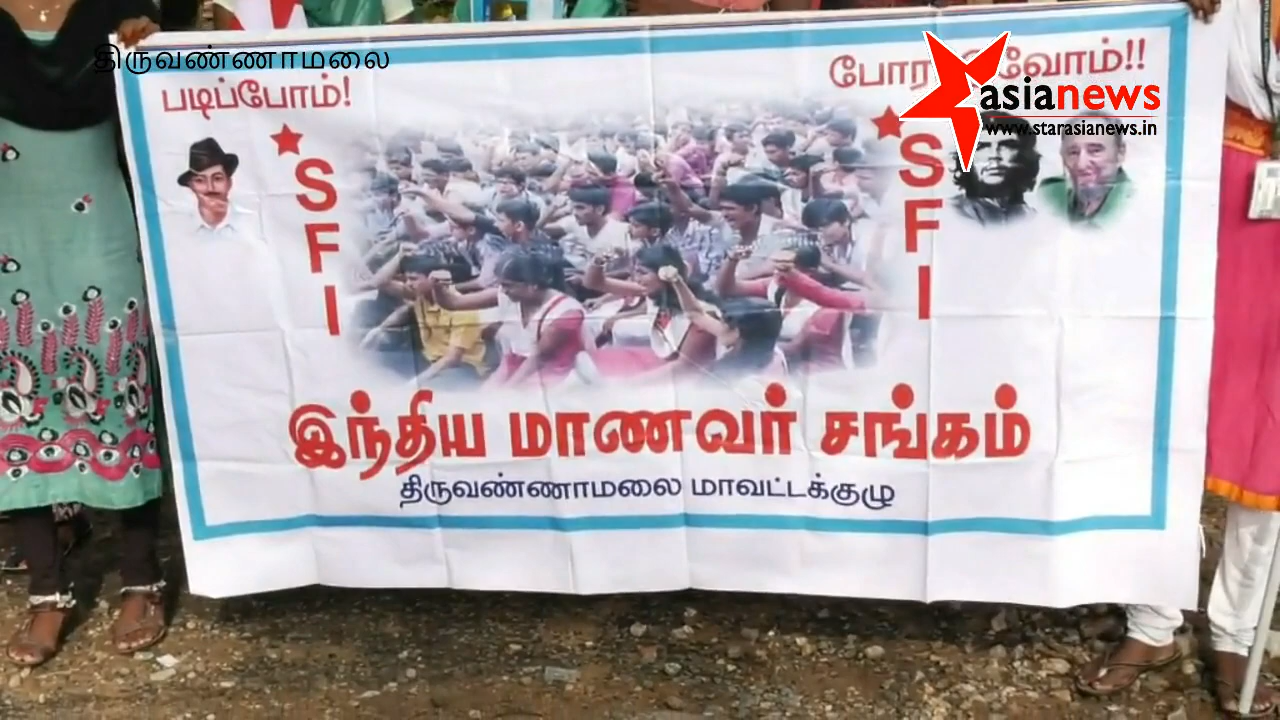 திருவண்ணாமலை
படிப்போம்!
asianews
www.starasianews.in
SFI
SFI
இந்திய மாணவர் சங்கம்
திருவண்ணாமலை மாவட்டக்குழு